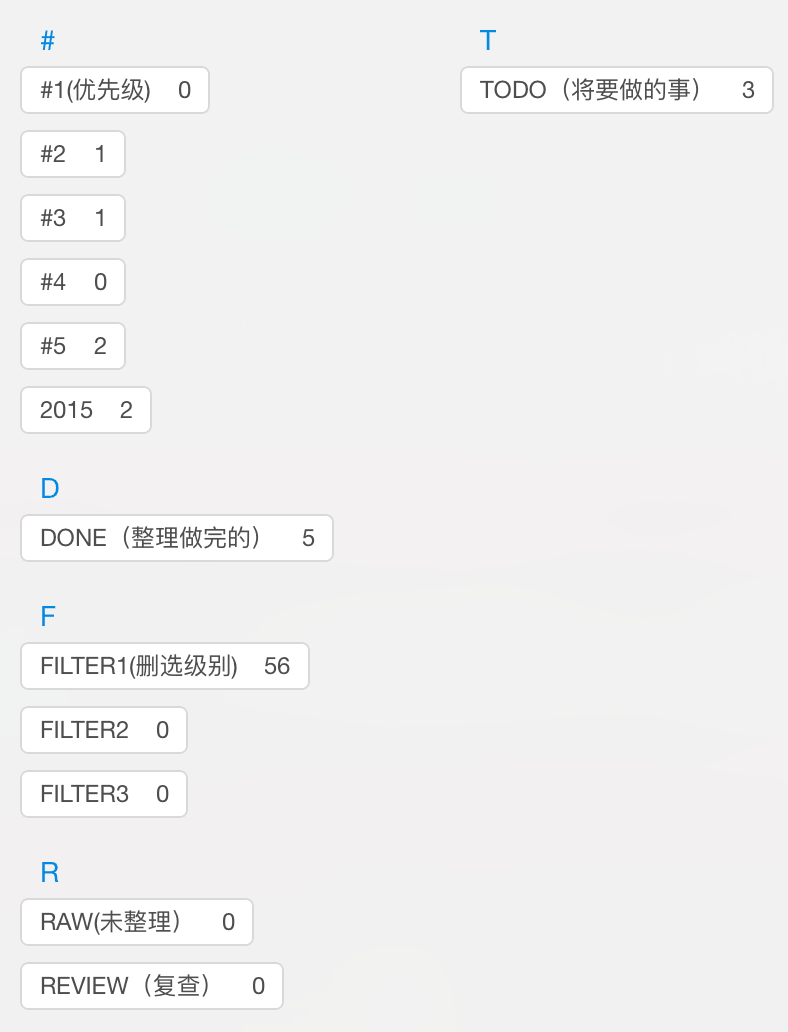 #
#1(优先级) 0
#2 1
#3 1
#4 0
#5 2
2015 2
D
DONE（整理做完的） 5
F
FILTER1(删选级别) 56
FILTER2 0
FILTER3 0
R
RAW(未整理） 0
REVIEW（复查） 0
T
TODO（将要做的事） 3